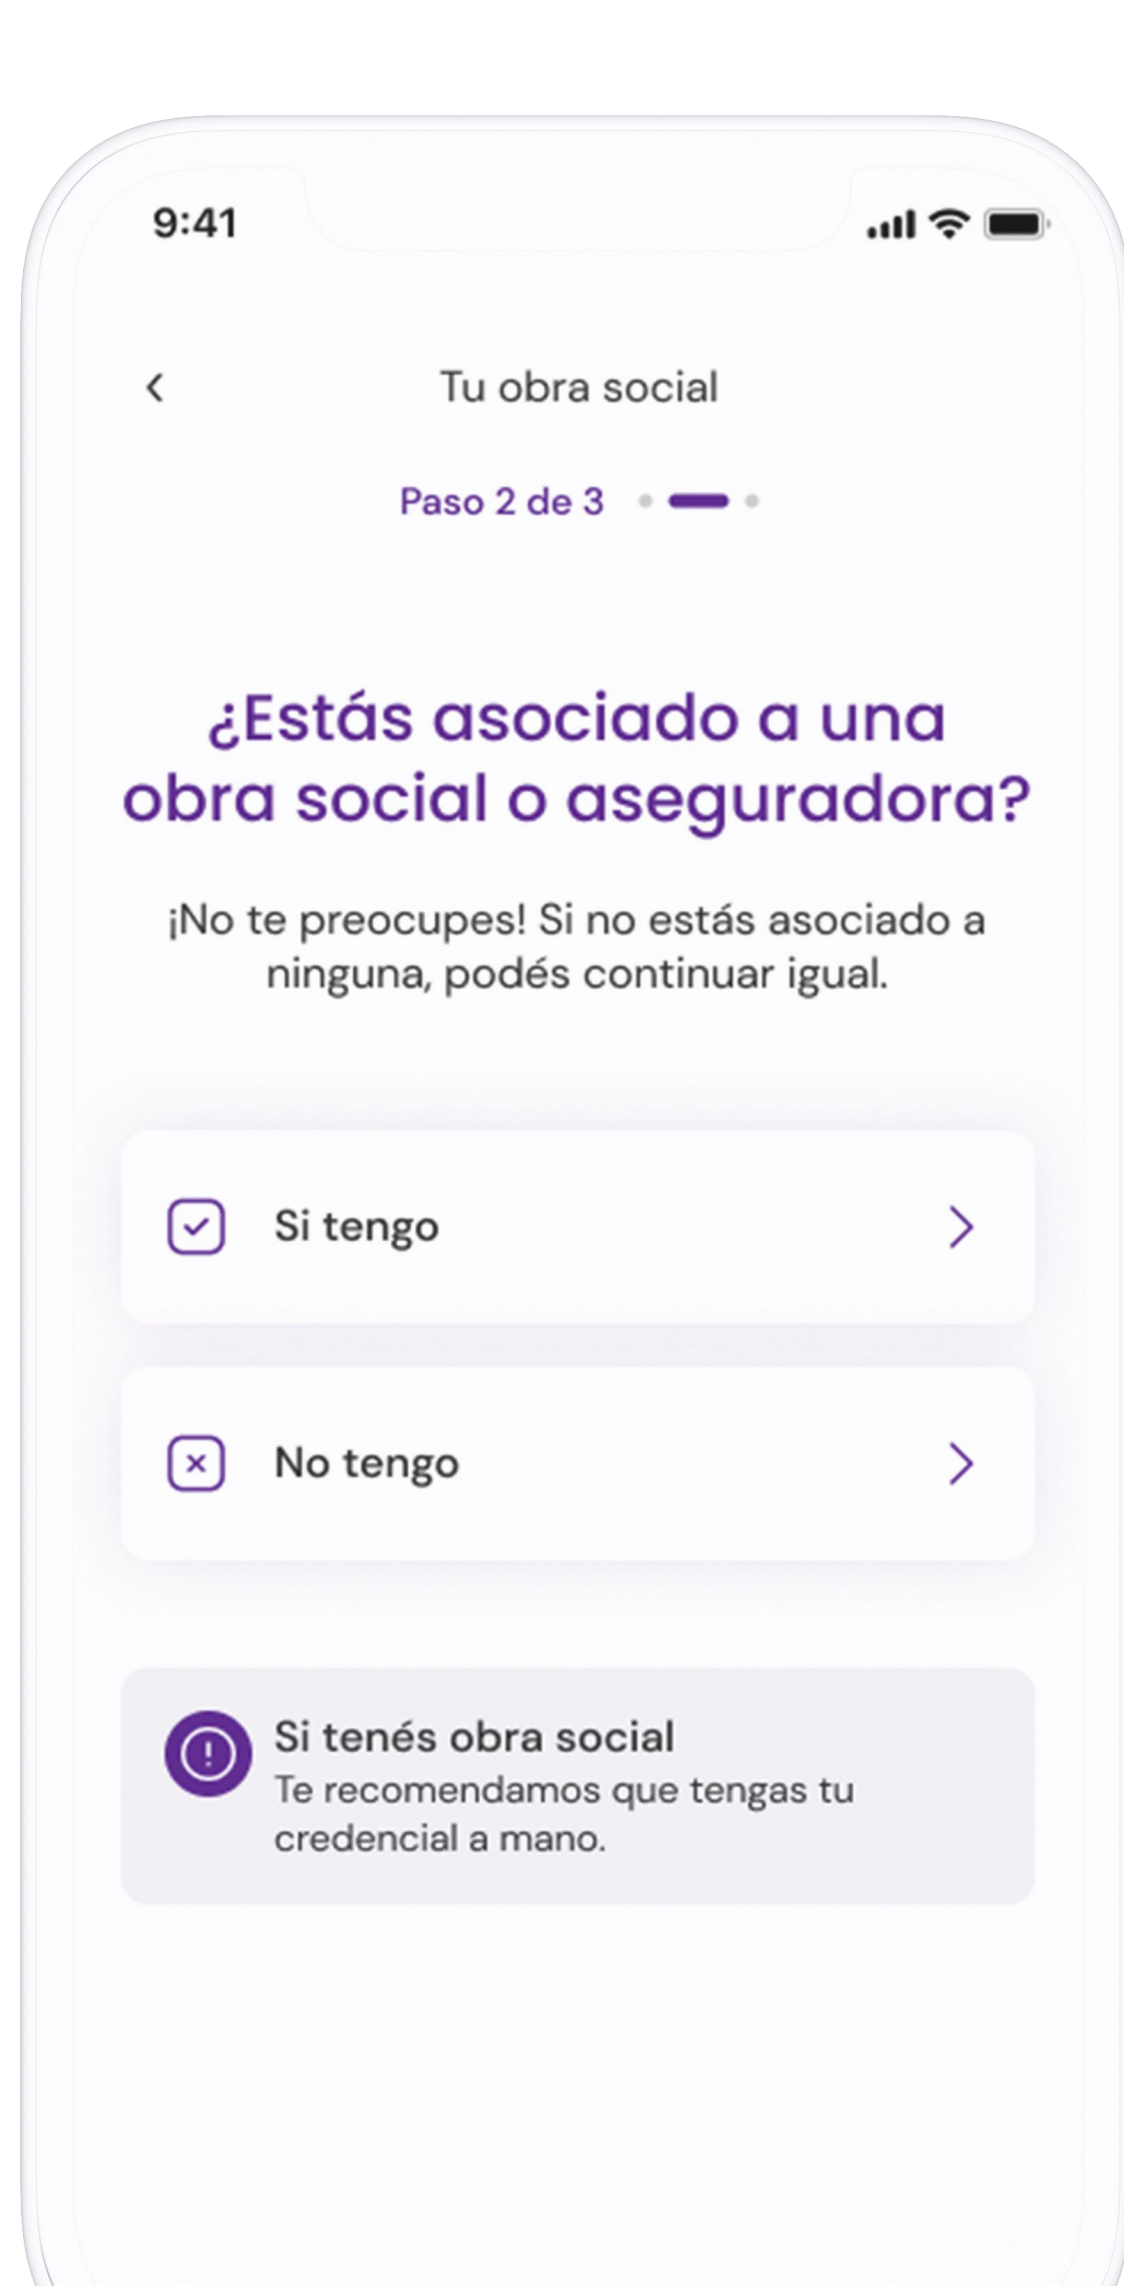 9:41
Tu obra social
Paso 2 de 3
¿Estás asociado a una
obra social o aseguradora?
¡No te preocupes! Si no estás asociado a
ninguna, podés continuar igual.
Si tengo
No tengo
Si tenés obra social
Te recomendamos que tengas tu
credencial a mano.